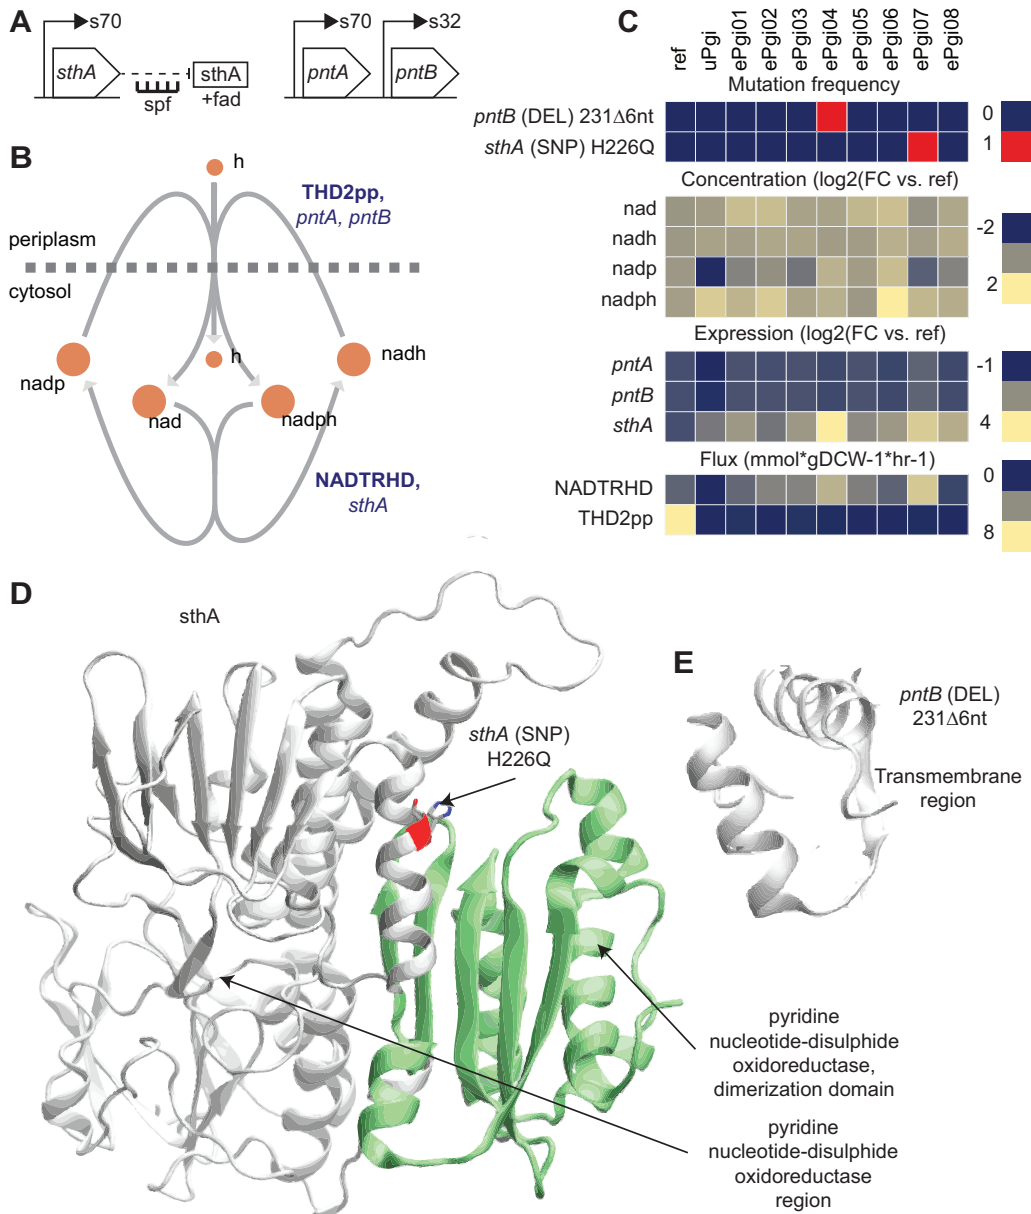 A
s70
sthA
spf
sthA
+fad
s70
s32
pntA
pntB
B
h
THD2pp,
pntA, pntB
periplasm
cytosol
h
nadp
nadh
nad
nadph
NADTRHD,
sthA
C
ref
uPgi
ePgi01
ePgi02
ePgi03
ePgi04
ePgi05
ePgi06
ePgi07
ePgi08
Mutation frequency
pntB (DEL) 231Δ6nt
sthA (SNP) H226Q
0
1
Concentration (log2(FC vs. ref)
nad
nadh
nadp
nadph
-2
2
Expression (log2(FC vs. ref)
pntA
pntB
sthA
-1
4
Flux (mmol*gDCW-1*hr-1)
NADTRHD
THD2pp
0
8
D
sthA
sthA (SNP)
H226Q
pyridine
nucleotide-disulphide
oxidoreductase,
dimerization domain
pyridine
nucleotide-disulphide
oxidoreductase
region
E
pntB (DEL)
231Δ6nt
Transmembrane
region